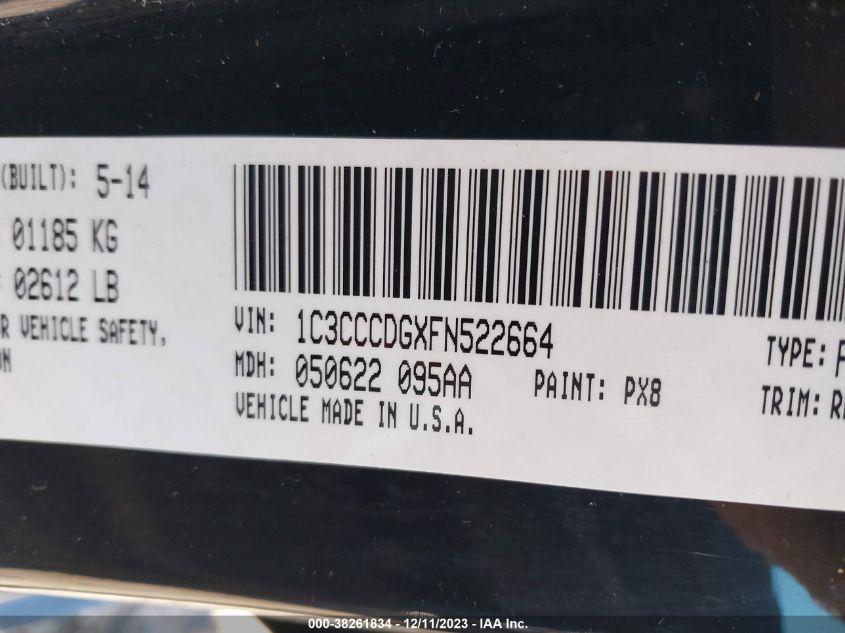 (BUILT): 5-14
01185 KG
02612 LB
VEHICLE SAFETY,
VIN: 1C3CCCDGXFN522664
MDH: 050622 095AA
PAINT: PX8
VEHICLE MADE IN U.S.A.
TYPE:
TRIM:
000-38261834 - 12/11/2023 - IAA Inc.